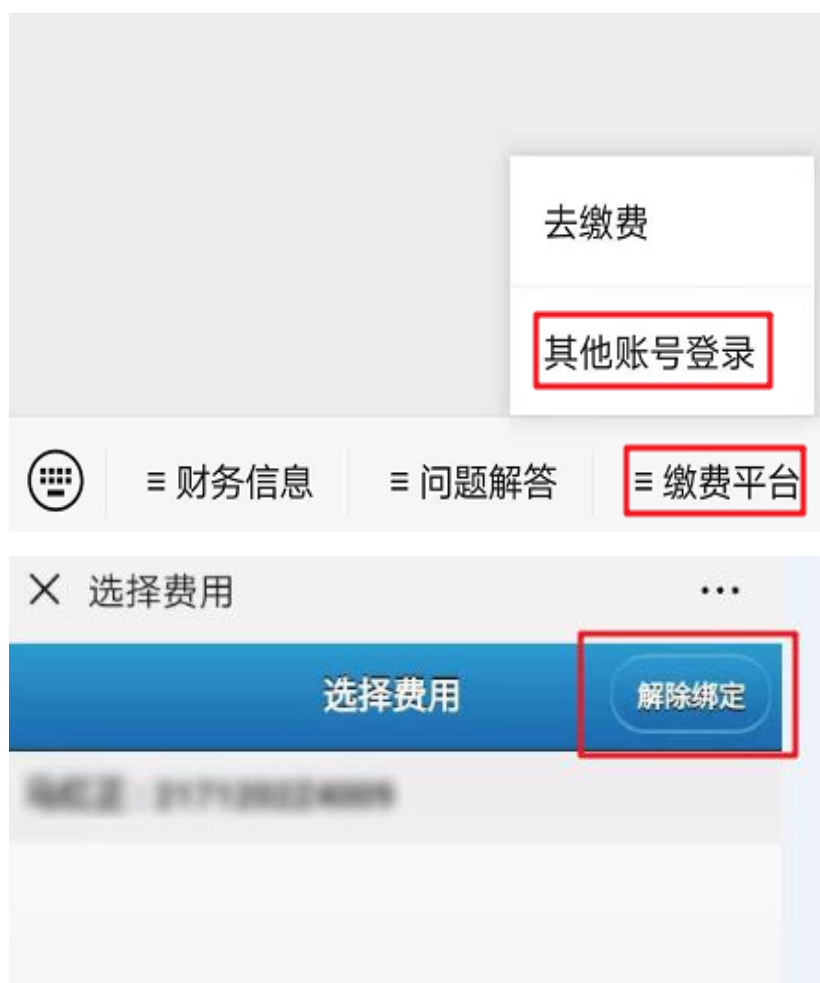 去缴费
其他账号登录
≡ 财务信息 ≡ 问题解答 ≡ 缴费平台
× 选择费用 ...
选择费用 解除绑定